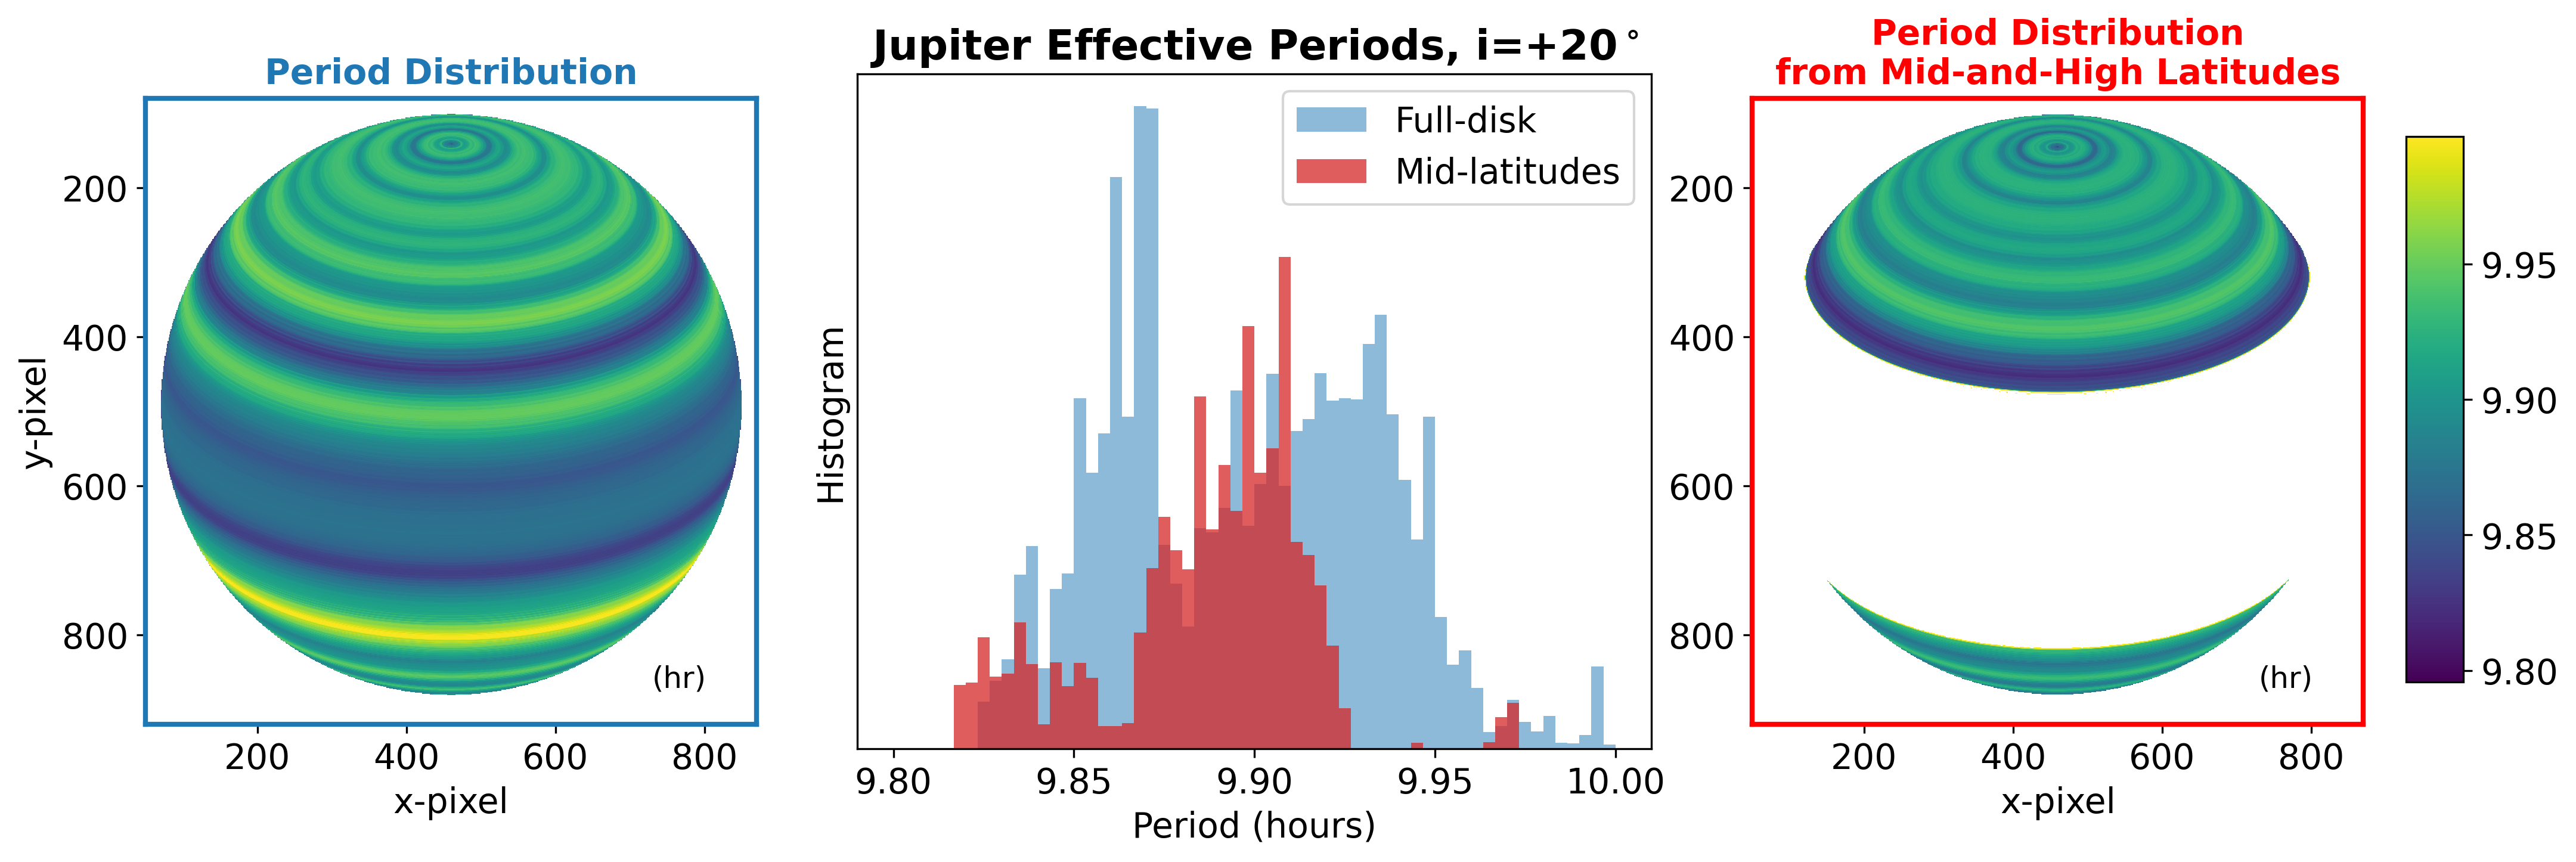 Period Distribution
y-pixel
200
400
600
800
(hr)
200 400 600 800
x-pixel
Jupiter Effective Periods, i=+20°
Histogram
Full-disk
Mid-latitudes
9.80 9.85 9.90 9.95 10.00
Period (hours)
Period Distribution
from Mid-and-High Latitudes
200
400
600
800
(hr)
200 400 600 800
x-pixel
9.95
9.90
9.85
9.80